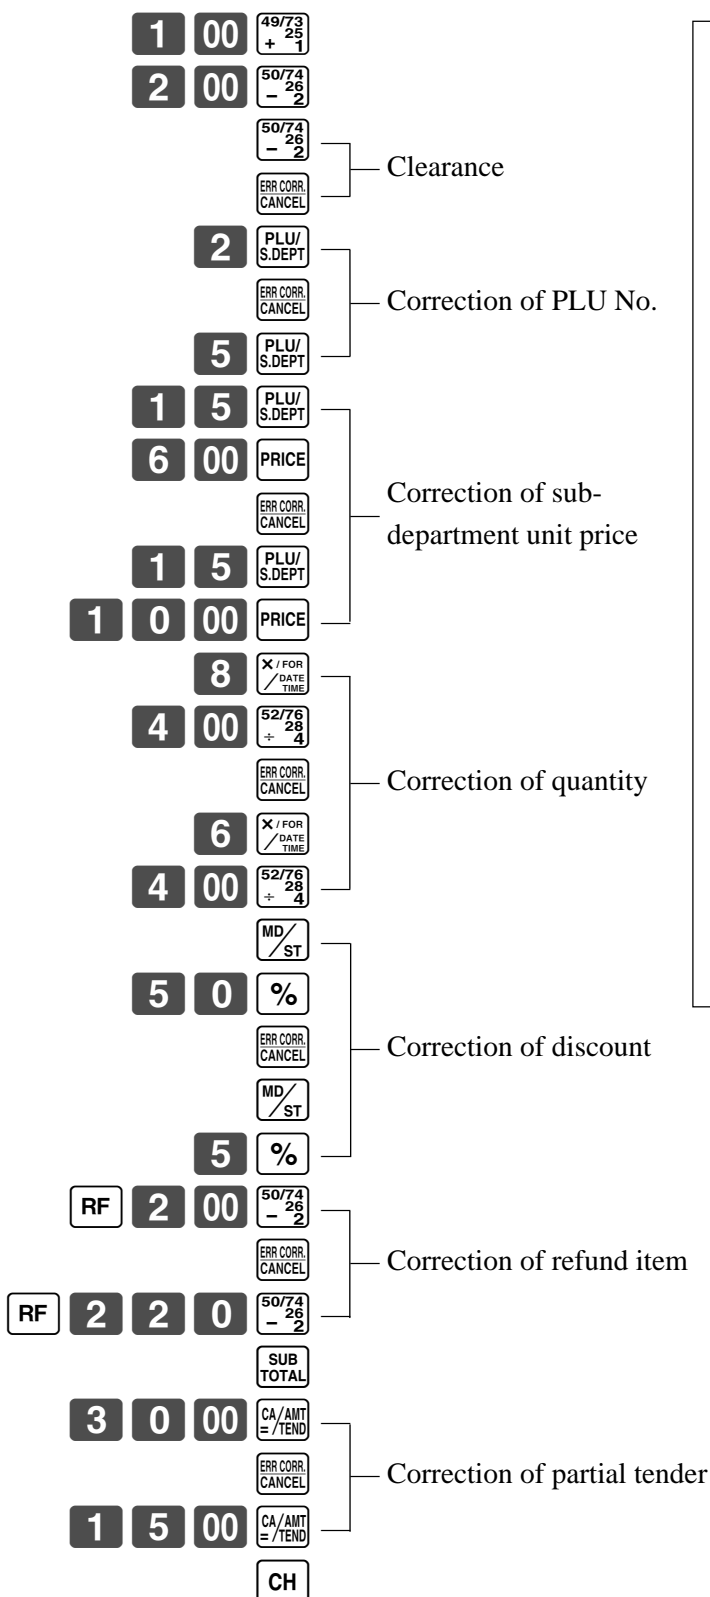 1 00 49/73 25 + 1
2 00 50/74 26 − 2
50/74 26 − 2
Clearance
ERR CORR. CANCEL
2 PLU/ S.DEPT
ERR CORR. CANCEL
Correction of PLU No.
5 PLU/ S.DEPT
1 5 PLU/ S.DEPT
6 00 PRICE
ERR CORR. CANCEL
Correction of sub-
department unit price
1 5 PLU/ S.DEPT
1 0 00 PRICE
8 ×/FOR /DATE TIME
4 00 52/76 28 ÷ 4
ERR CORR. CANCEL
Correction of quantity
6 ×/FOR /DATE TIME
4 00 52/76 28 ÷ 4
MD/ST
5 0 %
ERR CORR. CANCEL
Correction of discount
MD/ST
5 %
RF 2 00 50/74 26 − 2
ERR CORR. CANCEL
Correction of refund item
RF 2 2 0 50/74 26 − 2
SUB TOTAL
3 0 00 CA/AMT =/TEND
ERR CORR. CANCEL
Correction of partial tender
1 5 00 CA/AMT =/TEND
CH